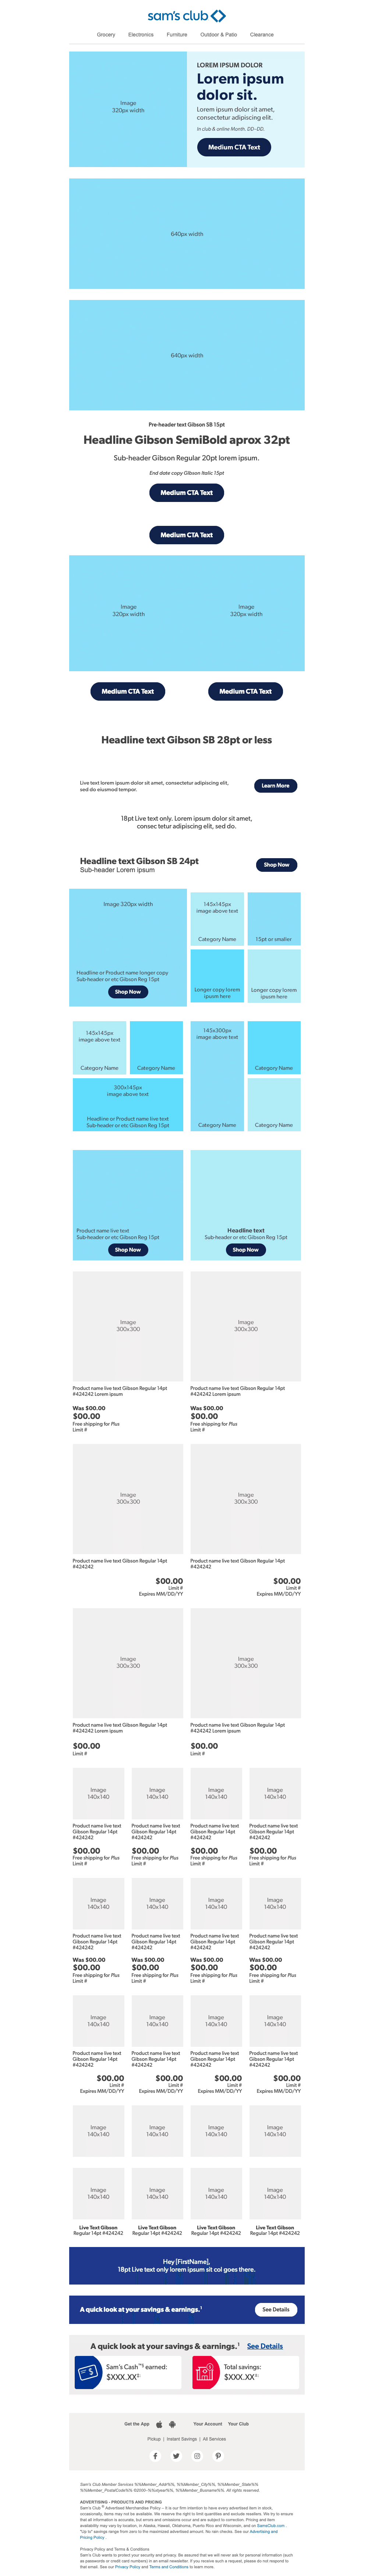 sam's club
Grocery Electronics Furniture Outdoor & Patio Clearance
Image
320px width
LOREM IPSUM DOLOR
Lorem ipsum
dolor sit.
Lorem ipsum dolor sit amet,
consectetur adipiscing elit.
In club & online Month. DD–DD.
Medium CTA Text
640px width
640px width
Pre-header text Gibson SB 15pt
Headline Gibson SemiBold aprox 32pt
Sub-header Gibson Regular 20pt lorem ipsum.
End date copy Gibson Italic 15pt
Medium CTA Text
Medium CTA Text
Image
320px width
Image
320px width
Medium CTA Text
Medium CTA Text
Headline text Gibson SB 28pt or less
Live text lorem ipsum dolor sit amet, consectetur adipiscing elit,
sed do eiusmod tempor.
Learn More
18pt Live text only. Lorem ipsum dolor sit amet,
consec tetur adipiscing elit, sed do.
Headline text Gibson SB 24pt
Sub-header Lorem ipsum
Shop Now
Image 320px width
Headline or Product name longer copy
Sub-header or etc Gibson Reg 15pt
Shop Now
145x145px
image above text
Category Name
15pt or smaller
Longer copy lorem
ipusm here
Longer copy lorem
ipusm here
145x145px
image above text
Category Name
Category Name
300x145px
image above text
Headline or Product name live text
Sub-header or etc Gibson Reg 15pt
145x300px
image above text
Category Name
Category Name
Category Name
Product name live text
Sub-header or etc Gibson Reg 15pt
Shop Now
Headline text
Sub-header or etc Gibson Reg 15pt
Shop Now
Image
300x300
Image
300x300
Product name live text Gibson Regular 14pt
#424242 Lorem ipsum
Was $00.00
$00.00
Free shipping for Plus
Limit #
Product name live text Gibson Regular 14pt
#424242 Lorem ipsum
Was $00.00
$00.00
Free shipping for Plus
Limit #
Image
300x300
Image
300x300
Product name live text Gibson Regular 14pt
#424242
$00.00
Limit #
Expires MM/DD/YY
Product name live text Gibson Regular 14pt
#424242
$00.00
Limit #
Expires MM/DD/YY
Image
300x300
Image
300x300
Product name live text Gibson Regular 14pt
#424242 Lorem ipsum
$00.00
Limit #
Product name live text Gibson Regular 14pt
#424242 Lorem ipsum
$00.00
Limit #
Image Image Image Image
140x140 140x140 140x140 140x140
Product name live text Product name live text Product name live text Product name live text
Gibson Regular 14pt Gibson Regular 14pt Gibson Regular 14pt Gibson Regular 14pt
#424242 #424242 #424242 #424242
$00.00 $00.00 $00.00 $00.00
Free shipping for Plus Free shipping for Plus Free shipping for Plus Free shipping for Plus
Limit # Limit # Limit # Limit #
Image Image Image Image
140x140 140x140 140x140 140x140
Product name live text Product name live text Product name live text Product name live text
Gibson Regular 14pt Gibson Regular 14pt Gibson Regular 14pt Gibson Regular 14pt
#424242 #424242 #424242 #424242
Was $00.00 Was $00.00 Was $00.00 Was $00.00
$00.00 $00.00 $00.00 $00.00
Free shipping for Plus Free shipping for Plus Free shipping for Plus Free shipping for Plus
Limit # Limit # Limit # Limit #
Image Image Image Image
140x140 140x140 140x140 140x140
Product name live text Product name live text Product name live text Product name live text
Gibson Regular 14pt Gibson Regular 14pt Gibson Regular 14pt Gibson Regular 14pt
#424242 #424242 #424242 #424242
$00.00 $00.00 $00.00 $00.00
Limit # Limit # Limit # Limit #
Expires MM/DD/YY Expires MM/DD/YY Expires MM/DD/YY Expires MM/DD/YY
Image Image Image Image
140x140 140x140 140x140 140x140
Image Image Image Image
140x140 140x140 140x140 140x140
Live Text Gibson Live Text Gibson Live Text Gibson Live Text Gibson
Regular 14pt #424242 Regular 14pt #424242 Regular 14pt #424242 Regular 14pt #424242
Hey [FirstName],
18pt Live text only lorem ipsum sit col goes there.
A quick look at your savings & earnings.¹
See Details
A quick look at your savings & earnings.¹ See Details
Sam's Cash™§ earned:
$XXX.XX
Total savings:
$XXX.XX
Get the App Your Account Your Club
Pickup | Instant Savings | All Services
Privacy Policy and Terms & Conditions